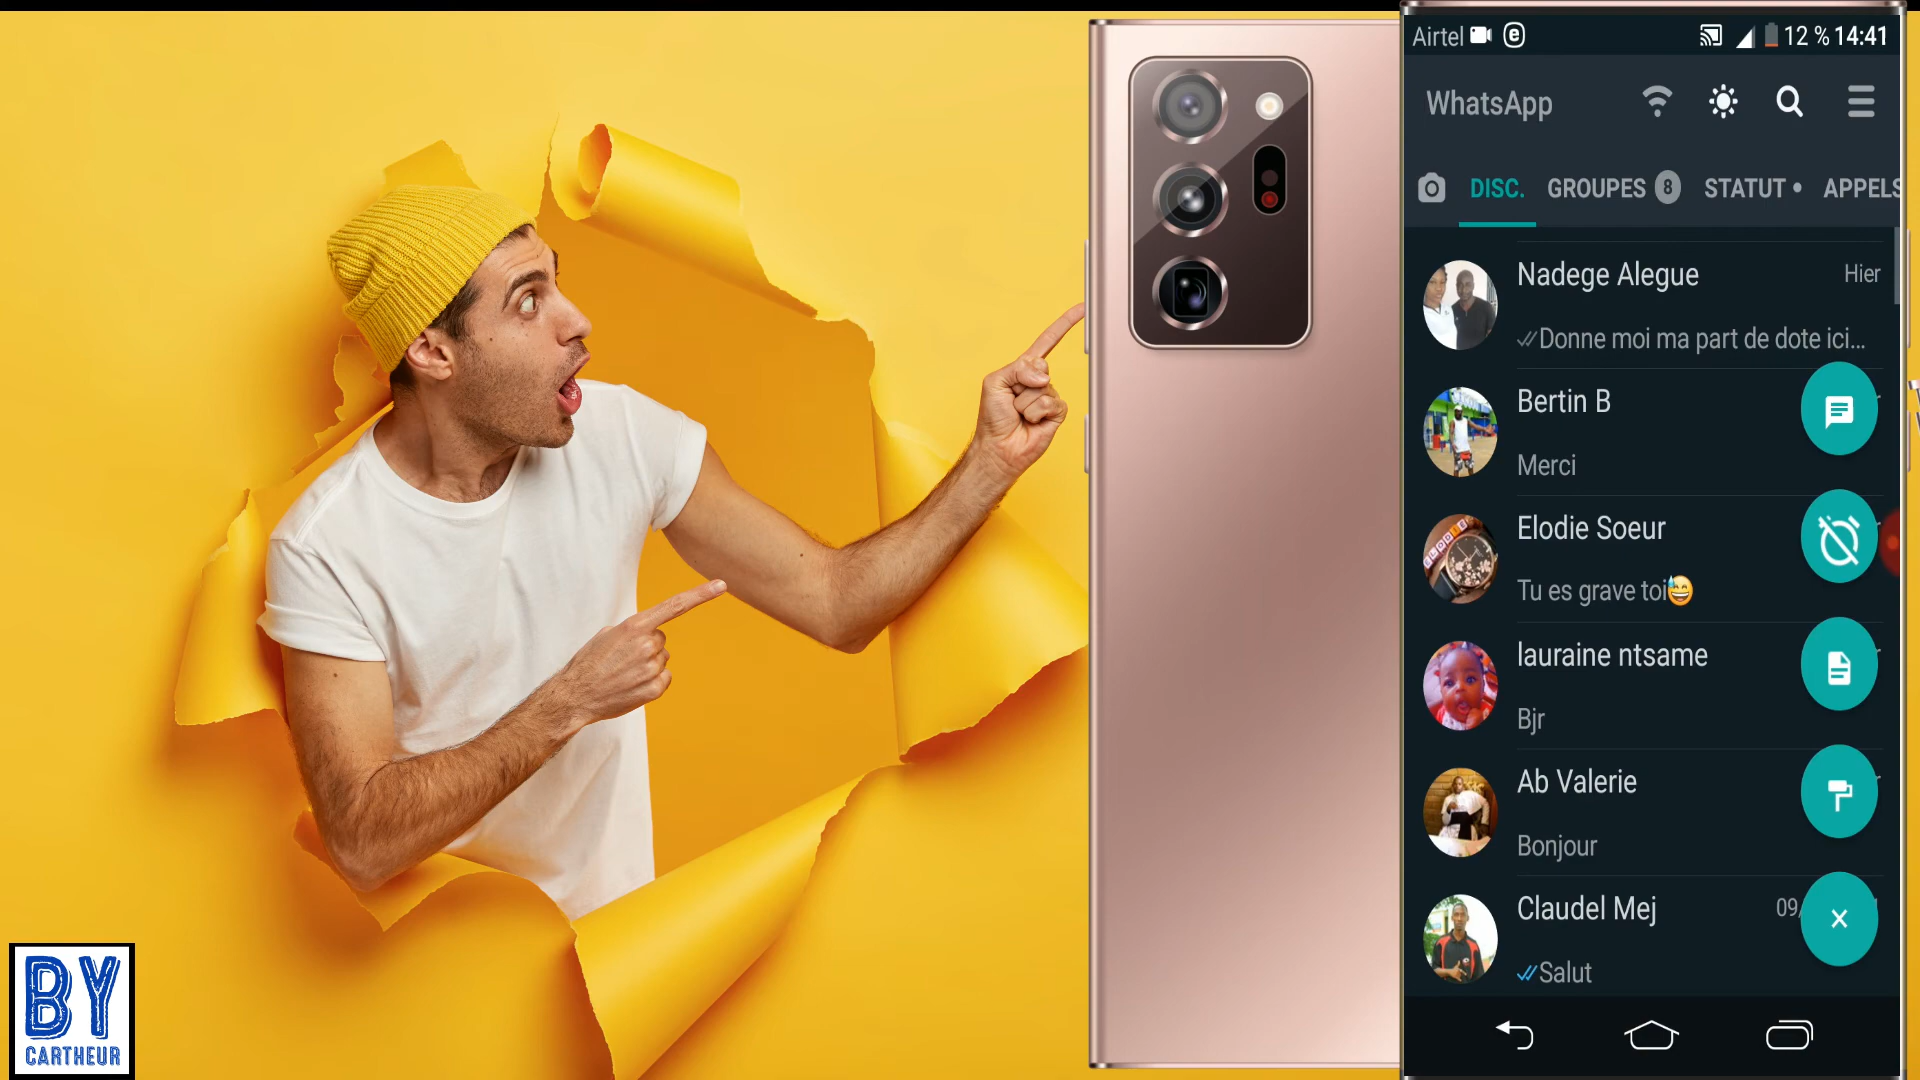 Airtel 12 % 14:41
WhatsApp
DISC. GROUPES 8 STATUT • APPELS
Nadege Alegue Hier
Donne moi ma part de dote ici...
Bertin B
Merci
Elodie Soeur
Tu es grave toi😅
lauraine ntsame
Bjr
Ab Valerie
Bonjour
Claudel Mej 09/
Salut
BY
CARTHEUR